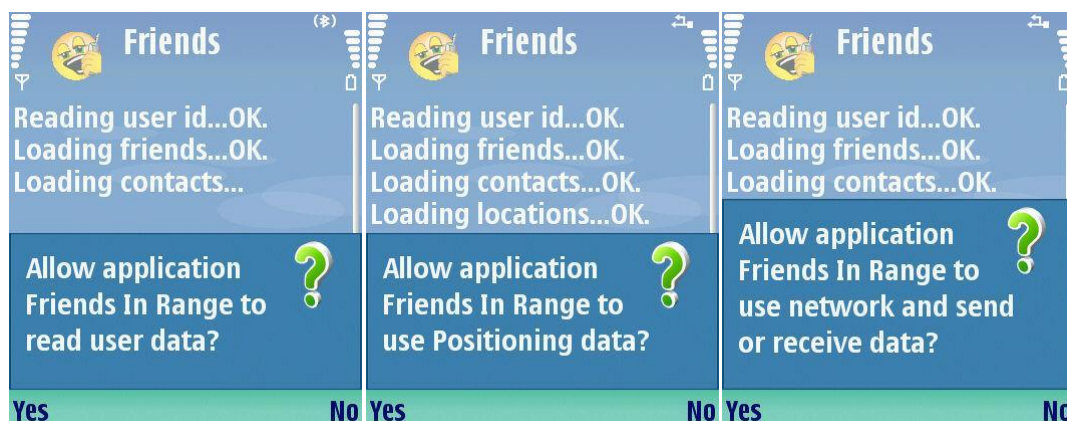 Friends
Reading user id...OK.
Loading friends...OK.
Loading contacts...
Allow application
Friends In Range to
read user data?
Yes No
Friends
Reading user id...OK.
Loading friends...OK.
Loading contacts...OK.
Loading locations...OK.
Allow application
Friends In Range to
use Positioning data?
Yes No
Friends
Reading user id...OK.
Loading friends...OK.
Loading contacts...OK.
Allow application
Friends In Range to
use network and send
or receive data?
Yes No